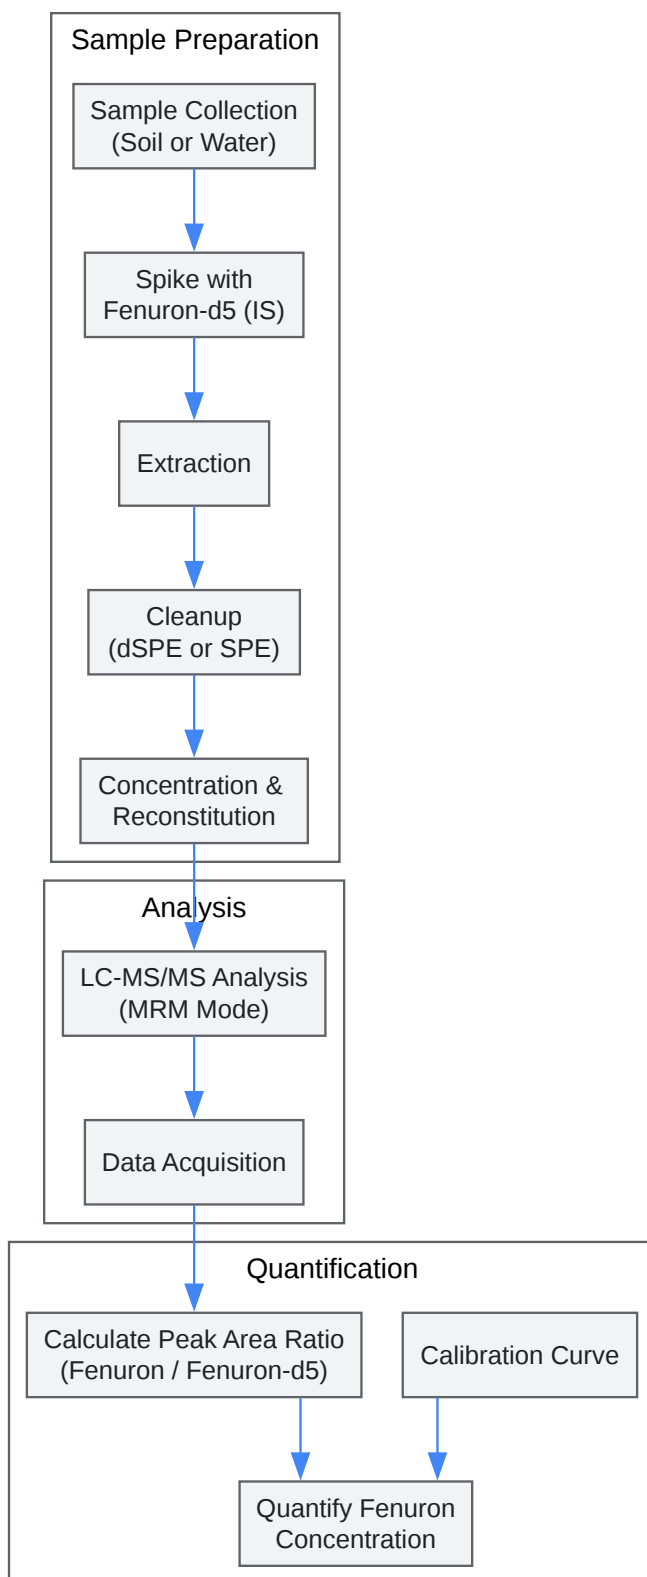 Sample Preparation
Sample Collection
(Soil or Water)
Spike with
Fenuron-d5 (IS)
Extraction
Cleanup
(dSPE or SPE)
Concentration &
Reconstitution
Analysis
LC-MS/MS Analysis
(MRM Mode)
Data Acquisition
Quantification
Calculate Peak Area Ratio
(Fenuron / Fenuron-d5)
Calibration Curve
Quantify Fenuron
Concentration